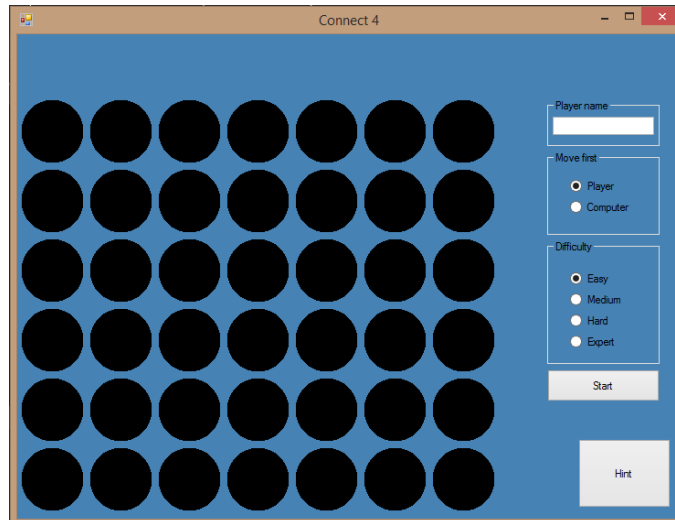 Connect 4
Player name
Move first
Player
Computer
Difficulty
Easy
Medium
Hard
Expert
Start
Hint